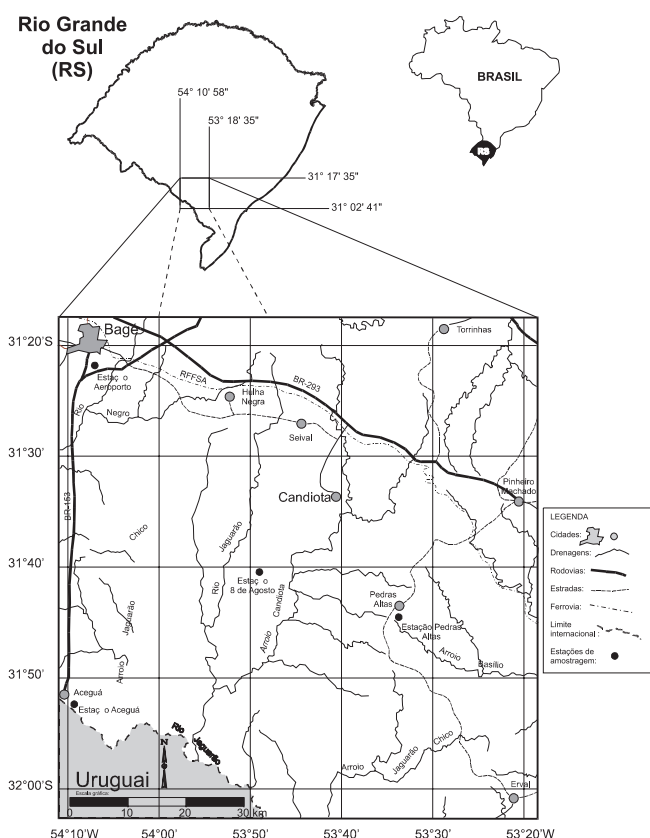 Rio Grande
do Sul
(RS)
BRASIL
RS
54° 10' 58"
53° 18' 35"
31° 17' 35"
31° 02' 41"
31° 20'S
31° 30'
31° 40'
31° 50'
32° 00'S
Bagé
Estaç o
Aeroporto
Torrinhas
RFFSA
BR-293
Hulha
Negra
Rio
Negro
Seival
BR-153
Candiota
Pinheiro
Machado
Chico
Jaguarão
Rio
Estaç o
8 de Agosto
Candiota
Arroio
Jaguarão
Arroio
Pedras
Altas
Estação Pedras
Altas
Arroio
Basílio
Aceguá
Estaç o Aceguá
Rio
Jaguarão
N
Arroio
Jaguarão
Chico
Erval
Uruguai
Escala gráfica:
0 10 20 30 km
54°10'W
54°00'
53°50'
53°40'
53°30'
53°20'W
LEGENDA
Cidades:
Drenagens:
Rodovias:
Estradas:
Ferrovia:
Limite
internacional :
Estações de
amostragem: